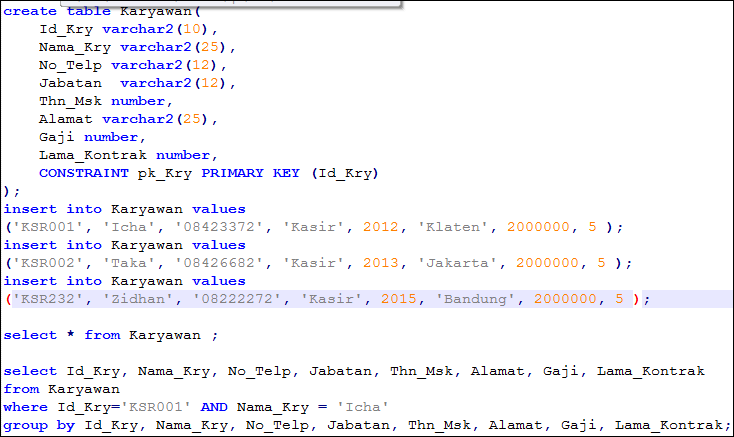 create table Karyawan(
Id_Kry varchar2(10),
Nama_Kry varchar2(25),
No_Telp varchar2(12),
Jabatan  varchar2(12),
Thn_Msk number,
Alamat varchar2(25),
Gaji number,
Lama_Kontrak number,
CONSTRAINT pk_Kry PRIMARY KEY (Id_Kry)
);
insert into Karyawan values
('KSR001', 'Icha', '08423372', 'Kasir', 2012, 'Klaten', 2000000, 5 );
insert into Karyawan values
('KSR002', 'Taka', '08426682', 'Kasir', 2013, 'Jakarta', 2000000, 5 );
insert into Karyawan values
('KSR232', 'Zidhan', '08222272', 'Kasir', 2015, 'Bandung', 2000000, 5 );
select * from Karyawan ;
select Id_Kry, Nama_Kry, No_Telp, Jabatan, Thn_Msk, Alamat, Gaji, Lama_Kontrak
from Karyawan
where Id_Kry='KSR001' AND Nama_Kry = 'Icha'
group by Id_Kry, Nama_Kry, No_Telp, Jabatan, Thn_Msk, Alamat, Gaji, Lama_Kontrak;